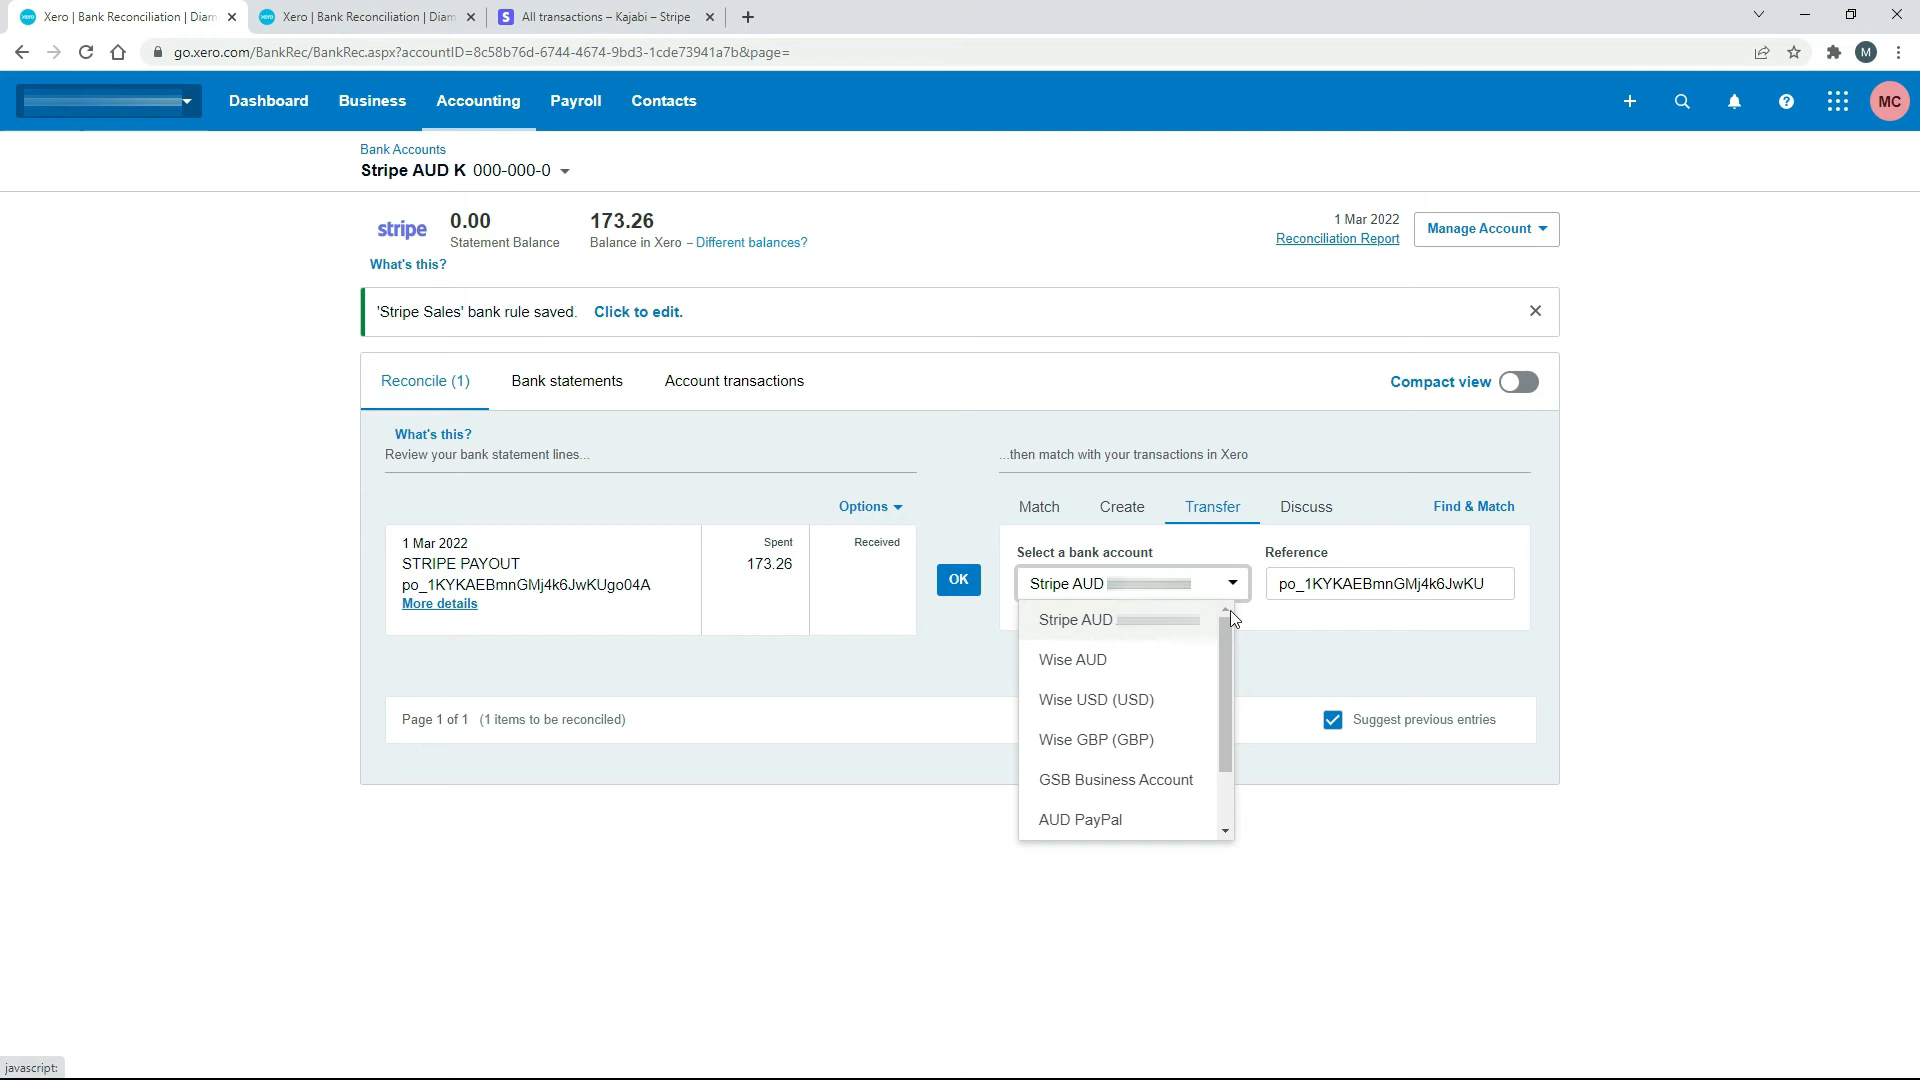 Xero | Bank Reconciliation | Diam
Xero | Bank Reconciliation | Diam
S All transactions – Kajabi – Stripe
go.xero.com/BankRec/BankRec.aspx?accountID=8c58b76d-6744-4674-9bd3-1cde73941a7b&page=
M
Dashboard Business Accounting Payroll Contacts
MC
Bank Accounts
Stripe AUD K 000-000-0
stripe
0.00
Statement Balance
173.26
Balance in Xero – Different balances?
What's this?
1 Mar 2022
Reconciliation Report
Manage Account
'Stripe Sales' bank rule saved. Click to edit.
Reconcile (1) Bank statements Account transactions
Compact view
What's this?
Review your bank statement lines...
...then match with your transactions in Xero
Options
Match Create Transfer Discuss Find & Match
1 Mar 2022
STRIPE PAYOUT
po_1KYKAEBmnGMj4k6JwKUgo04A
More details
Spent
173.26
Received
OK
Select a bank account
Stripe AUD
Reference
po_1KYKAEBmnGMj4k6JwKU
Stripe AUD
Wise AUD
Wise USD (USD)
Wise GBP (GBP)
GSB Business Account
AUD PayPal
Page 1 of 1 (1 items to be reconciled)
Suggest previous entries
javascript: